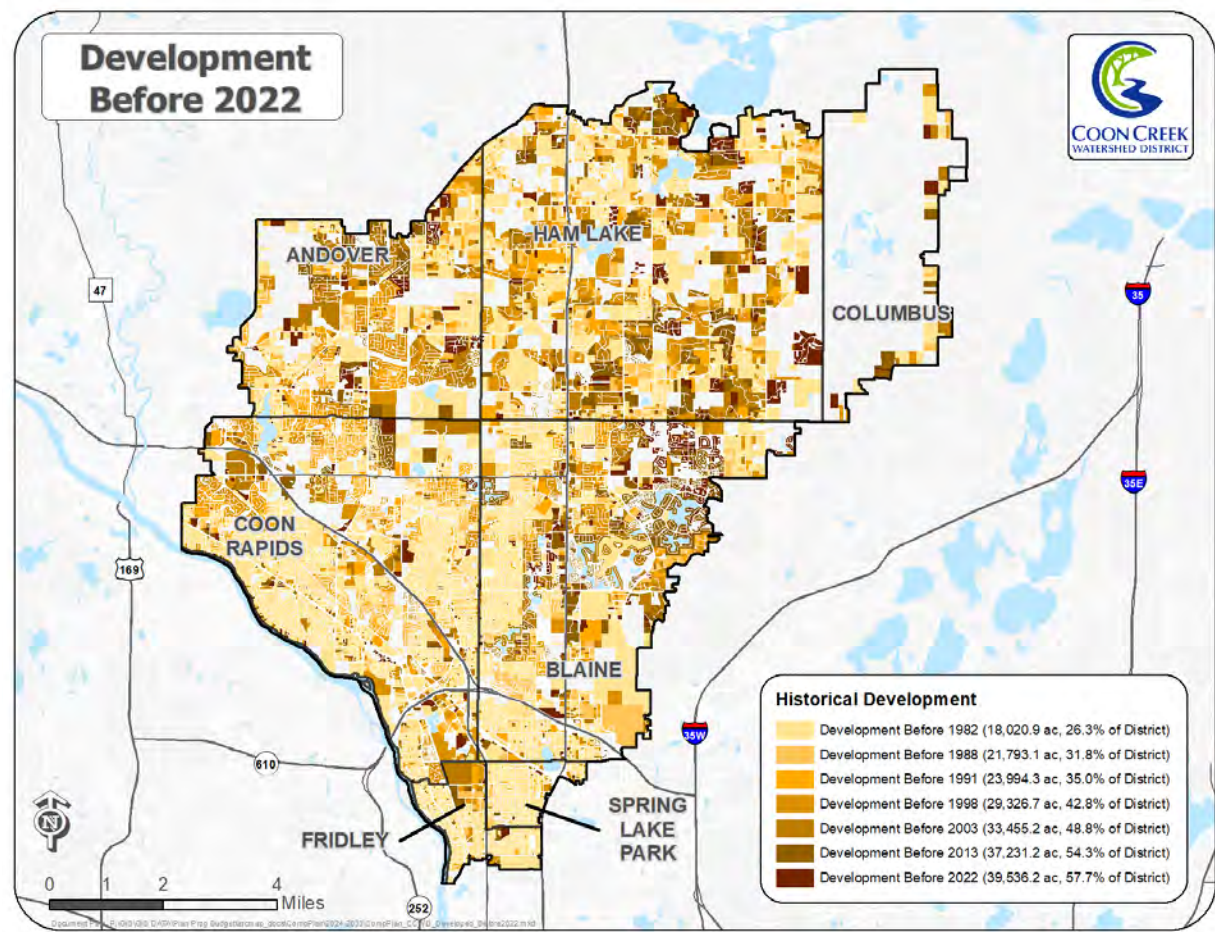 Development
Before 2022
COON CREEK
WATERSHED DISTRICT
ANDOVER
HAM LAKE
COLUMBUS
47
35
35E
COON
RAPIDS
169
BLAINE
35W
610
FRIDLEY
SPRING
LAKE
PARK
252
N
0 2 4
Miles
Historical Development
Development Before 1982 (18,020.9 ac, 26.3% of District)
Development Before 1988 (21,793.1 ac, 31.8% of District)
Development Before 1991 (23,994.3 ac, 35.0% of District)
Development Before 1998 (29,326.7 ac, 42.8% of District)
Development Before 2003 (33,455.2 ac, 48.8% of District)
Development Before 2013 (37,231.2 ac, 54.3% of District)
Development Before 2022 (39,536.2 ac, 57.7% of District)